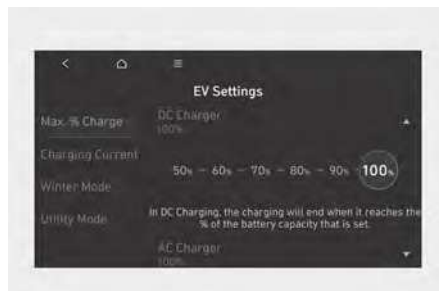 EV Settings
Max. % Charge
DC Charger
100%
Charging Current
50% - 60% - 70% - 80% - 90% - 100%
Winter Mode
Utility Mode
In DC Charging, the charging will end when it reaches the
% of the battery capacity that is set.
AC Charger
100%